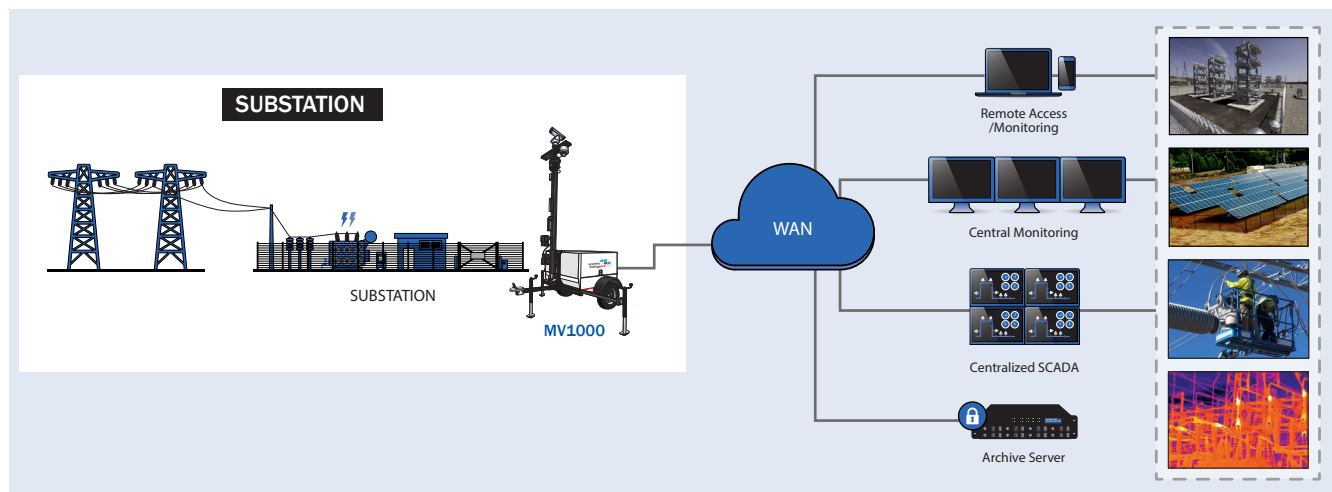 SUBSTATION
SUBSTATION
MV1000
WAN
Remote Access
/Monitoring
Central Monitoring
Centralized SCADA
Archive Server